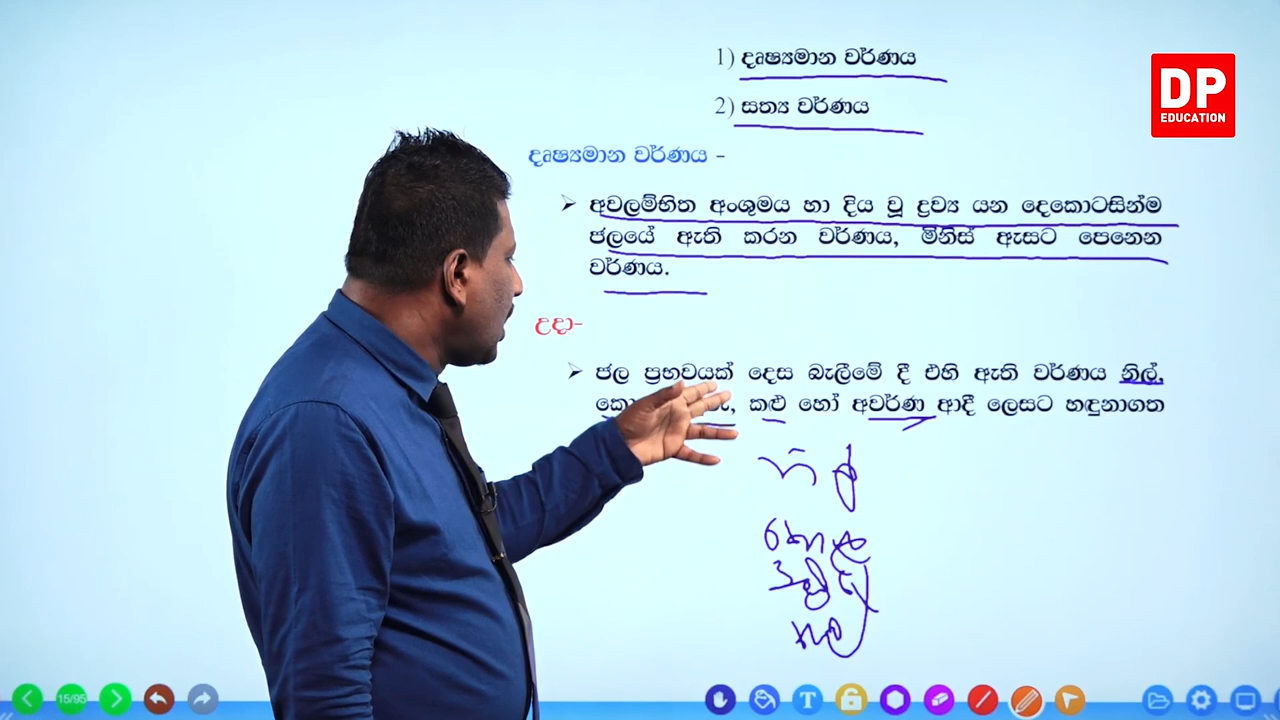 1) දෘෂ්‍යමාන වර්ණය
2) සත්‍ය වර්ණය
DP
EDUCATION
දෘෂ්‍යමාන වර්ණය -
➢ අවලම්භිත අංශුමය හා දිය වූ ද්‍රව්‍ය යන දෙකොටසින්ම
ජලයේ ඇති කරන වර්ණය, මිනිස් ඇසට පෙනෙන
වර්ණය.
උදා-
➢ ජල ප්‍රභවයක් දෙස බැලීමේ දී එහි ඇති වර්ණය නිල්,
කළු හෝ අවර්ණ ආදී ලෙසට හඳුනාගත
නිල්
කොළ
15/95
T